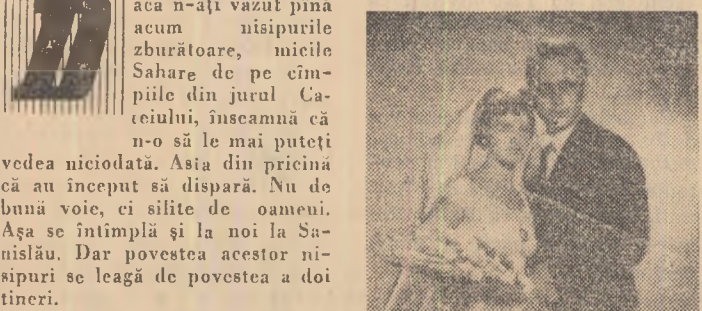 Dacă n-ați văzut pînă
acum nisipurile
zburătoare, micile
Sahare de pe cîm-
piile din jurul Ca-
reiului, înseamnă că
n-o să le mai puteți
vedea niciodată. Asta din pricină
că au început să dispară. Nu de
bună voie, ci silite de oameni.
Așa se întîmplă și la noi la Sa-
nislău. Dar povestea acestor ni-
sipuri se leagă de povestea a doi
tineri.